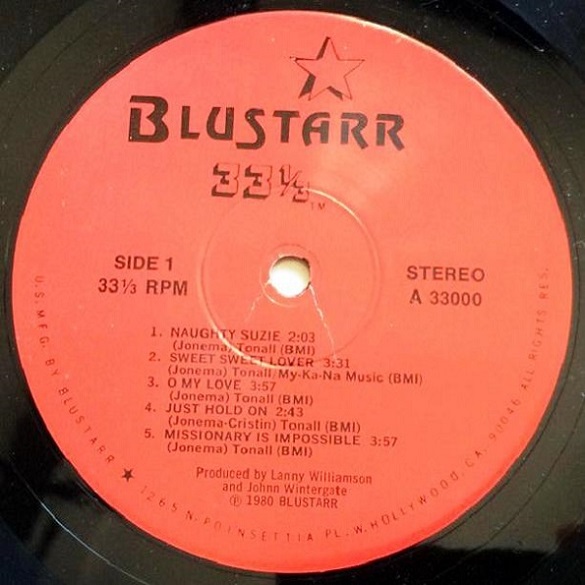 BLUSTARR
33⅓
TM
SIDE 1
33⅓ RPM
STEREO
A 33000
1. NAUGHTY SUZIE 2:03
(Jonema) Tonall (BMI)
2. SWEET SWEET LOVER 3:31
(Jonema) Tonall/My-Ka-Na Music (BMI)
3. O MY LOVE 3:57
(Jonema) Tonall (BMI)
4. JUST HOLD ON 2:43
(Jonema-Cristin) Tonall (BMI)
5. MISSIONARY IS IMPOSSIBLE 3:57
(Jonema) Tonall (BMI)
Produced by Lanny Williamson
and Johnn Wintergate
℗ 1980 BLUSTARR
U.S. MFG. BY BLUSTARR ★ 1265 N. POINSETTIA PL. W. HOLLYWOOD, CA. 90046 ALL RIGHTS RES.